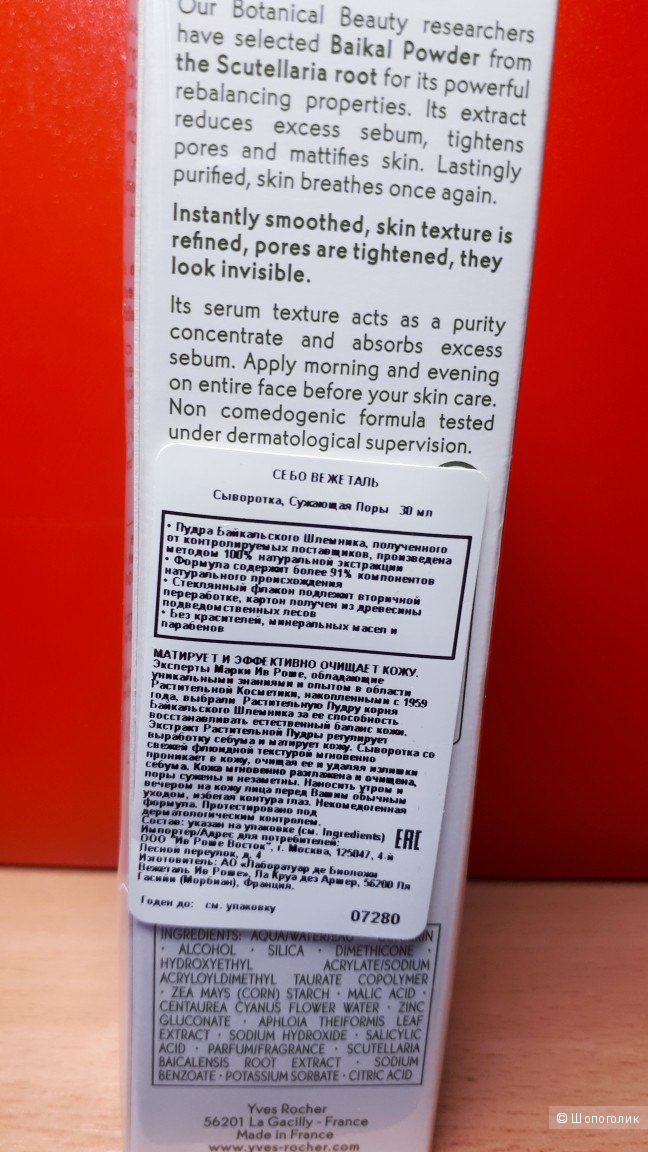 Our Botanical Beauty researchers
have selected Baikal Powder from
the Scutellaria root for its powerful
rebalancing properties. Its extract
reduces excess sebum, tightens
pores and mattifies skin. Lastingly
purified, skin breathes once again.
Instantly smoothed, skin texture is
refined, pores are tightened, they
look invisible.
Its serum texture acts as a purity
concentrate and absorbs excess
sebum. Apply morning and evening
on entire face before your skin care.
Non comedogenic formula tested
under dermatological supervision.
СЕБО ВЕЖЕТАЛЬ
Сыворотка, Сужающая Поры 30 мл
• Пудра Байкальского Шлемника, полученного
от контролируемых поставщиков, произведена
методом 100% натуральной экстракции
• Формула содержит более 91% компонентов
натурального происхождения
• Стеклянный флакон подлежит вторичной
переработке, картон получен из древесины
подведомственных лесов
• Без красителей, минеральных масел и
парабенов
МАТИРУЕТ И ЭФФЕКТИВНО ОЧИЩАЕТ КОЖУ.
Эксперты Марки Ив Роше, обладающие
уникальными знаниями и опытом в области
Растительной Косметики, накопленными с 1959
года, выбрали Растительную Пудру корня
Байкальского Шлемника за ее способность
восстанавливать естественный баланс кожи.
Экстракт Растительной Пудры регулирует
выработку себума и матирует кожу. Сыворотка со
свежей флюидной текстурой мгновенно
проникает в кожу, очищая ее и удаляя излишки
себума. Кожа мгновенно разглажена и очищена,
поры сужены и незаметны. Наносить утром и
вечером на кожу лица перед Вашим обычным
уходом, избегая контура глаз. Некомедогенная
формула. Протестировано под
дерматологическим контролем.
Состав: указан на упаковке (см. Ingredients)
Импортер/Адрес для потребителей:
ООО "Ив Роше Восток", г. Москва, 125047, 4-й
Лесной переулок, д. 4
EAC
Изготовитель: АО «Лаборатуар де Биоложи
Вежеталь Ив Роше», Ла Круа дез Аршер, 56200 Ля
Гасийи (Морбиан), Франция.
Годен до: см. упаковку
07280
INGREDIENTS: AQUA/WATER/EAU
· ALCOHOL · SILICA · DIMETHICONE ·
HYDROXYETHYL ACRYLATE/SODIUM
ACRYLOYLDIMETHYL TAURATE COPOLYMER
· ZEA MAYS (CORN) STARCH · MALIC ACID ·
CENTAUREA CYANUS FLOWER WATER · ZINC
GLUCONATE · APHLOIA THEIFORMIS LEAF
EXTRACT · SODIUM HYDROXIDE · SALICYLIC
ACID · PARFUM/FRAGRANCE · SCUTELLARIA
BAICALENSIS ROOT EXTRACT · SODIUM
BENZOATE · POTASSIUM SORBATE · CITRIC ACID
Yves Rocher
56201 La Gacilly - France
Made in France
www.yves-rocher.com
© Шопоголик